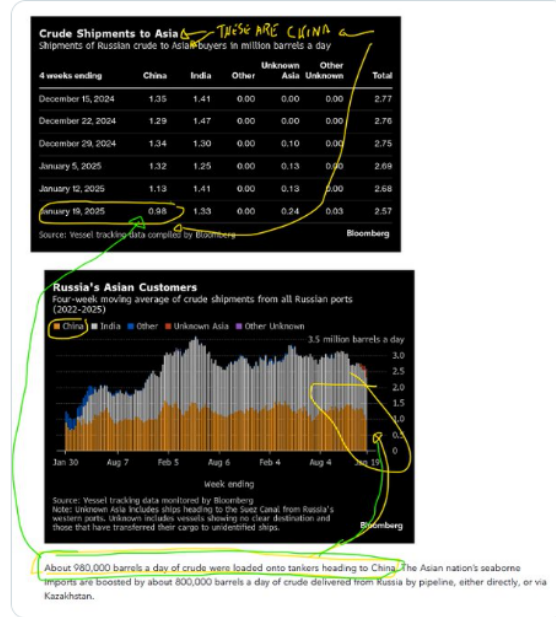 Crude Shipments to Asia
THESE ARE CHINA
Shipments of Russian crude to Asian buyers in million barrels a day
4 weeks ending China India Other Unknown Asia Other Unknown Total
December 15, 2024 1.35 1.41 0.00 0.00 0.00 2.77
December 22, 2024 1.29 1.47 0.00 0.00 0.00 2.76
December 29, 2024 1.34 1.30 0.00 0.10 0.00 2.75
January 5, 2025 1.32 1.25 0.00 0.13 0.00 2.69
January 12, 2025 1.13 1.41 0.00 0.13 0.00 2.68
January 19, 2025 0.98 1.33 0.00 0.24 0.03 2.57
Source: Vessel tracking data compiled by Bloomberg
Bloomberg
Russia's Asian Customers
Four-week moving average of crude shipments from all Russian ports
(2022-2025)
China India Other Unknown Asia Other Unknown
3.5 million barrels a day
3.0
2.5
2.0
1.5
1.0
0.5
0
Jan 30 Aug 7 Feb 5 Aug 6 Feb 4 Aug 4 Jan 19
Week ending
Source: Vessel tracking data monitored by Bloomberg
Note: Unknown Asia includes ships heading to the Suez Canal from Russia's
western ports. Unknown includes vessels showing no clear destination and
those that have transferred their cargo to unidentified ships.
Bloomberg
About 980,000 barrels a day of crude were loaded onto tankers heading to China. The Asian nation's seaborne
imports are boosted by about 800,000 barrels a day of crude delivered from Russia by pipeline, either directly, or via
Kazakhstan.